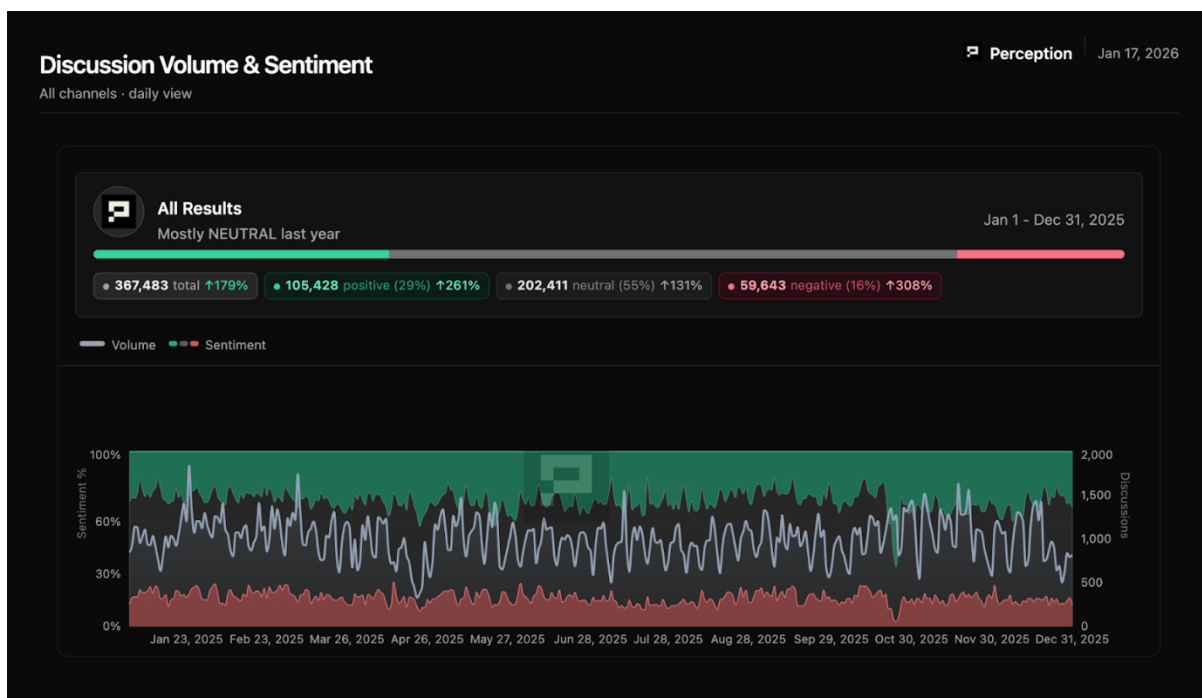 Discussion Volume & Sentiment
Perception
Jan 17, 2026
All channels · daily view
All Results
Mostly NEUTRAL last year
Jan 1 - Dec 31, 2025
367,483 total ↑179%
105,428 positive (29%) ↑261%
202,411 neutral (55%) ↑131%
59,643 negative (16%) ↑308%
Volume
Sentiment
Sentiment %
100%
60%
30%
0%
2,000
1,500
1,000
500
0
Discussions
Jan 23, 2025 Feb 23, 2025 Mar 26, 2025 Apr 26, 2025 May 27, 2025 Jun 28, 2025 Jul 28, 2025 Aug 28, 2025 Sep 29, 2025 Oct 30, 2025 Nov 30, 2025 Dec 31, 2025